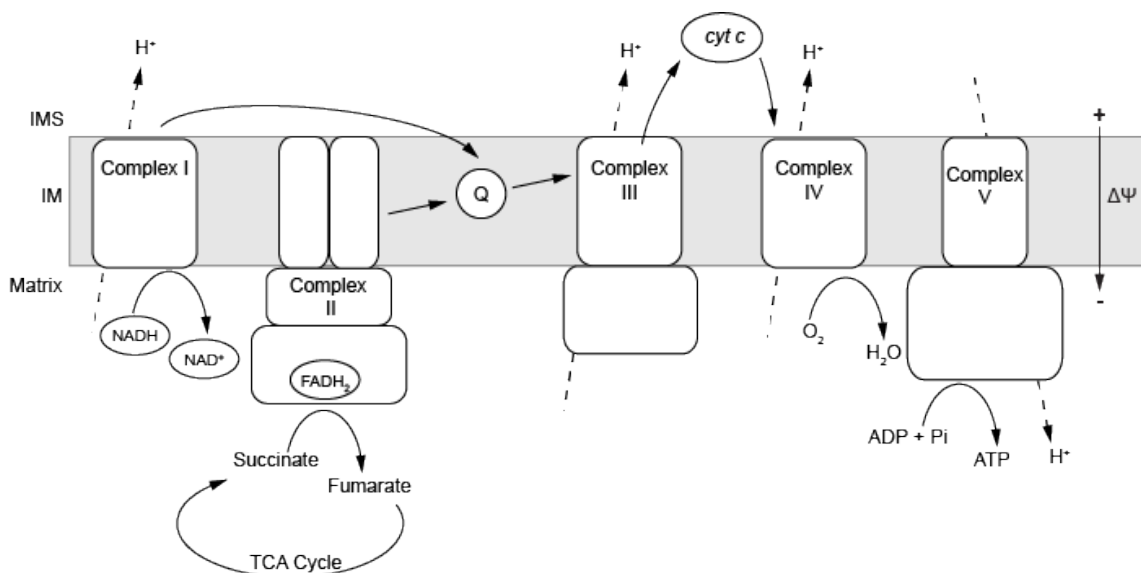 cyt c
H⁺
H⁺
H⁺
IMS
+
Complex I
Complex
III
Complex
IV
Complex
V
IM
Q
ΔΨ
Matrix
Complex
II
-
NADH
NAD⁺
O₂
H₂O
FADH₂
ADP + Pi
ATP
H⁺
Succinate
Fumarate
TCA Cycle